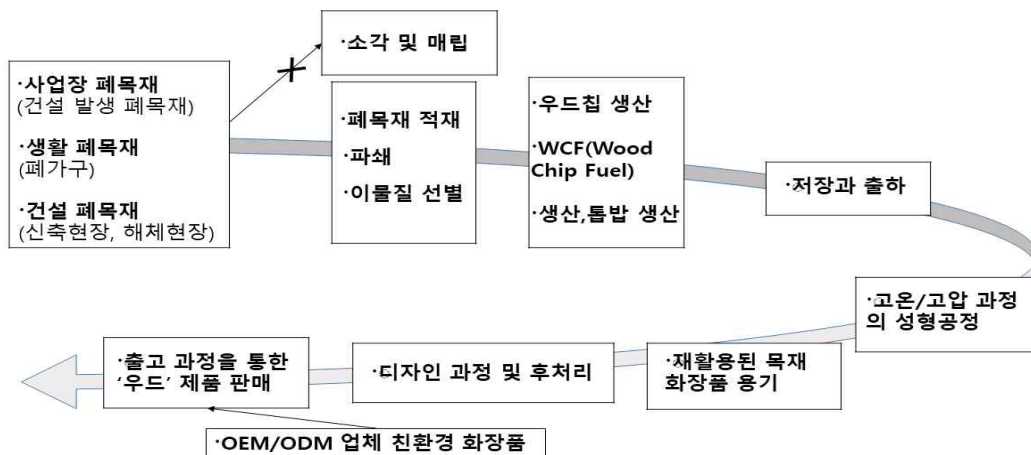 ·소각 및 매립
·사업장 폐목재
(건설 발생 폐목재)
·생활 폐목재
(폐가구)
·건설 폐목재
(신축현장, 해체현장)
·폐목재 적재
·파쇄
·이물질 선별
·우드칩 생산
·WCF(Wood
Chip Fuel)
·생산,톱밥 생산
·저장과 출하
·고온/고압 과정
의 성형공정
·재활용된 목재
화장품 용기
·디자인 과정 및 후처리
·출고 과정을 통한
‘우드’ 제품 판매
·OEM/ODM 업체 친환경 화장품